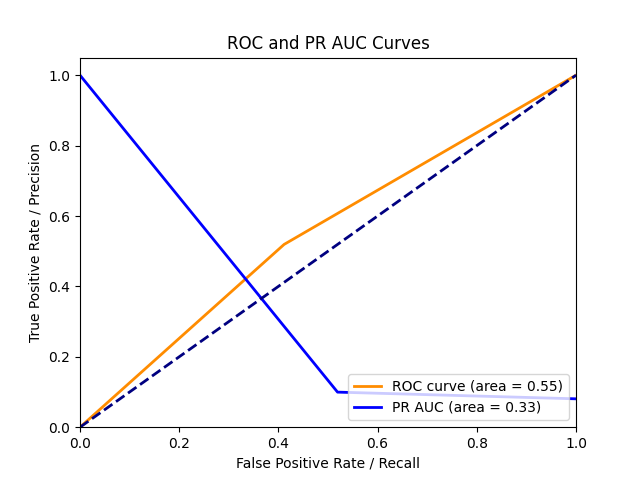 ROC and PR AUC Curves
True Positive Rate / Precision
1.0
0.8
0.6
0.4
0.2
0.0
ROC curve (area = 0.55)
PR AUC (area = 0.33)
0.0 0.2 0.4 0.6 0.8 1.0
False Positive Rate / Recall